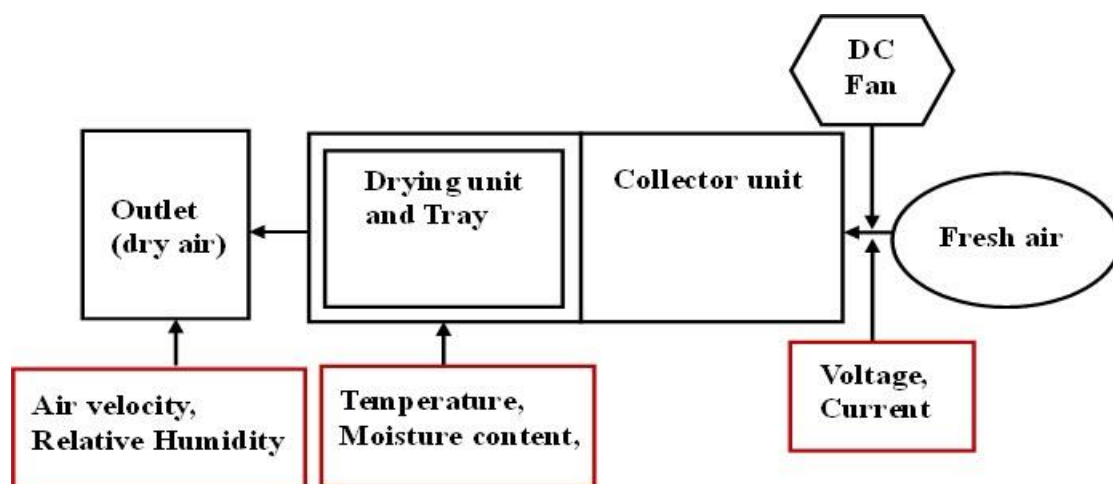 DC
Fan
Drying unit
and Tray
Collector unit
Outlet
(dry air)
Fresh air
Air velocity,
Relative Humidity
Temperature,
Moisture content,
Voltage,
Current